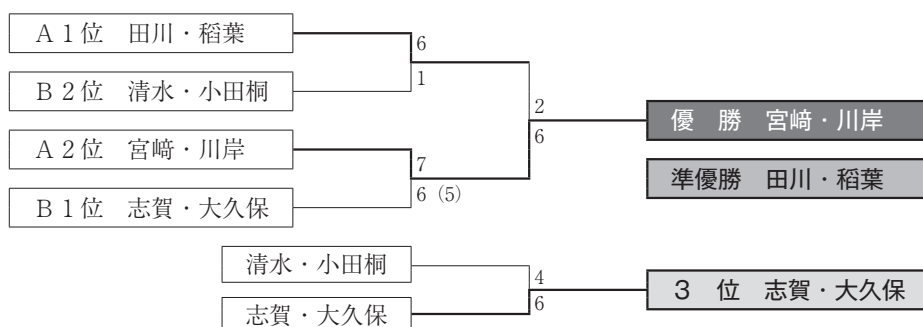 A1位 田川・稲葉
6
1
B2位 清水・小田桐
2
6
優 勝 宮﨑・川岸
A2位 宮﨑・川岸
7
6 (5)
準優勝 田川・稲葉
B1位 志賀・大久保
清水・小田桐
4
6
3 位 志賀・大久保
志賀・大久保